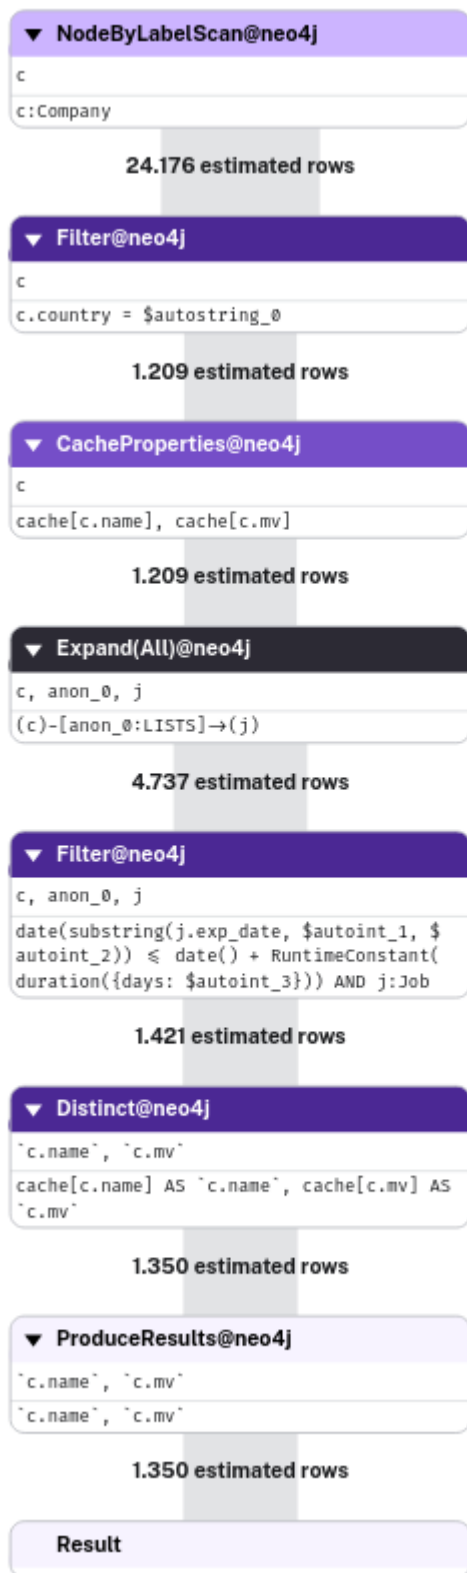 NodeByLabelScan@neo4j
c
c:Company
24.176 estimated rows
Filter@neo4j
c
c.country = $autostring_0
1.209 estimated rows
CacheProperties@neo4j
c
cache[c.name], cache[c.mv]
1.209 estimated rows
Expand(All)@neo4j
c, anon_0, j
(c)-[anon_0:LISTS]→(j)
4.737 estimated rows
Filter@neo4j
c, anon_0, j
date(substring(j.exp_date, $autoint_1, $
autoint_2)) ⩽ date() + RuntimeConstant(
duration({days: $autoint_3})) AND j:Job
1.421 estimated rows
Distinct@neo4j
`c.name`, `c.mv`
cache[c.name] AS `c.name`, cache[c.mv] AS
`c.mv`
1.350 estimated rows
ProduceResults@neo4j
`c.name`, `c.mv`
`c.name`, `c.mv`
1.350 estimated rows
Result